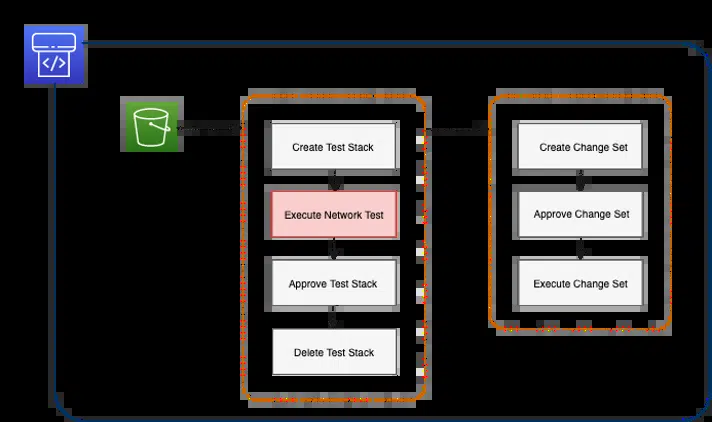 Create Test Stack
Execute Network Test
Approve Test Stack
Delete Test Stack
Create Change Set
Approve Change Set
Execute Change Set